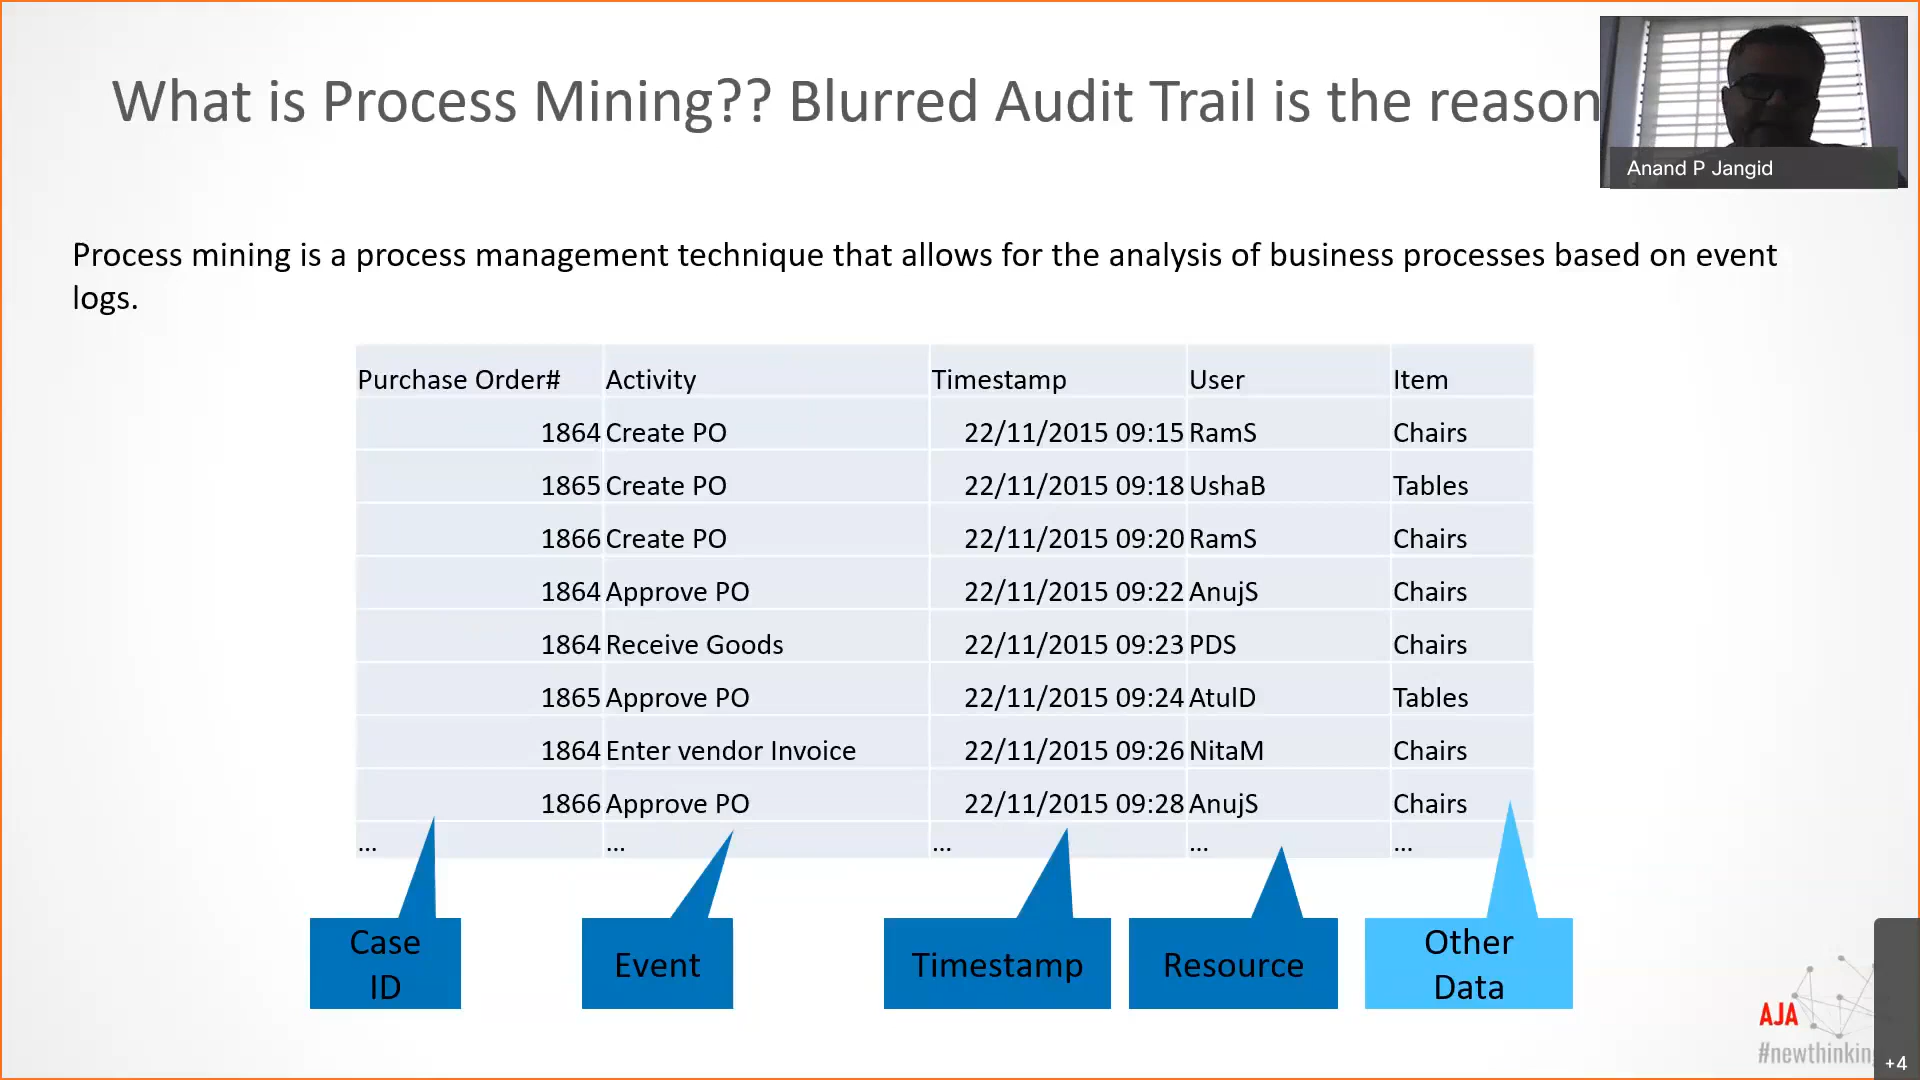 What is Process Mining?? Blurred Audit Trail is the reason
Anand P Jangid
Process mining is a process management technique that allows for the analysis of business processes based on event
logs.
Purchase Order# Activity Timestamp User Item
1864 Create PO 22/11/2015 09:15 RamS Chairs
1865 Create PO 22/11/2015 09:18 UshaB Tables
1866 Create PO 22/11/2015 09:20 RamS Chairs
1864 Approve PO 22/11/2015 09:22 AnujS Chairs
1864 Receive Goods 22/11/2015 09:23 PDS Chairs
1865 Approve PO 22/11/2015 09:24 AtulD Tables
1864 Enter vendor Invoice 22/11/2015 09:26 NitaM Chairs
1866 Approve PO 22/11/2015 09:28 AnujS Chairs
... ... ... ... ...
Case
ID
Event
Timestamp
Resource
Other
Data
AJA
#newthinkin
+4